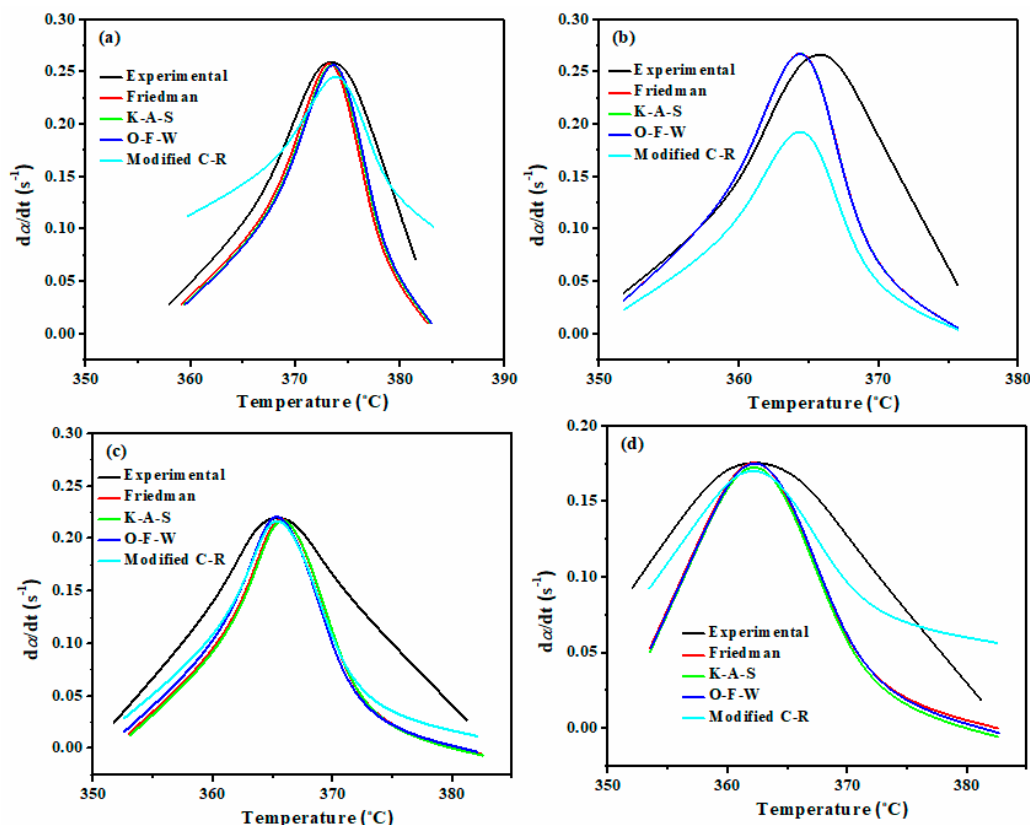 (a)
0.30
0.25
0.20
0.15
0.10
0.05
0.00
dα/dt (s⁻¹)
Experimental
Friedman
K-A-S
O-F-W
Modified C-R
350 360 370 380 390
Temperature (°C)
(b)
0.30
0.25
0.20
0.15
0.10
0.05
0.00
dα/dt (s⁻¹)
Experimental
Friedman
K-A-S
O-F-W
Modified C-R
350 360 370 380
Temperature (°C)
(c)
0.30
0.25
0.20
0.15
0.10
0.05
0.00
dα/dt (s⁻¹)
Experimental
Friedman
K-A-S
O-F-W
Modified C-R
350 360 370 380
Temperature (°C)
(d)
0.20
0.15
0.10
0.05
0.00
dα/dt (s⁻¹)
Experimental
Friedman
K-A-S
O-F-W
Modified C-R
350 360 370 380
Temperature (°C)